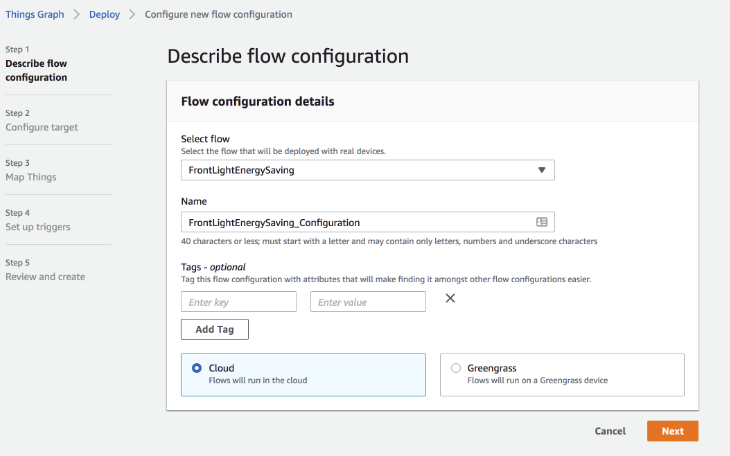 Things Graph > Deploy > Configure new flow configuration
Step 1
Describe flow
configuration
Step 2
Configure target
Step 3
Map Things
Step 4
Set up triggers
Step 5
Review and create
Describe flow configuration
Flow configuration details
Select flow
Select the flow that will be deployed with real devices.
FrontLightEnergySaving
Name
FrontLightEnergySaving_Configuration
40 characters or less; must start with a letter and may contain only letters, numbers and underscore characters
Tags - optional
Tag this flow configuration with attributes that will make finding it amongst other flow configurations easier.
Enter key Enter value
Add Tag
Cloud
Flows will run in the cloud
Greengrass
Flows will run on a Greengrass device
Cancel Next